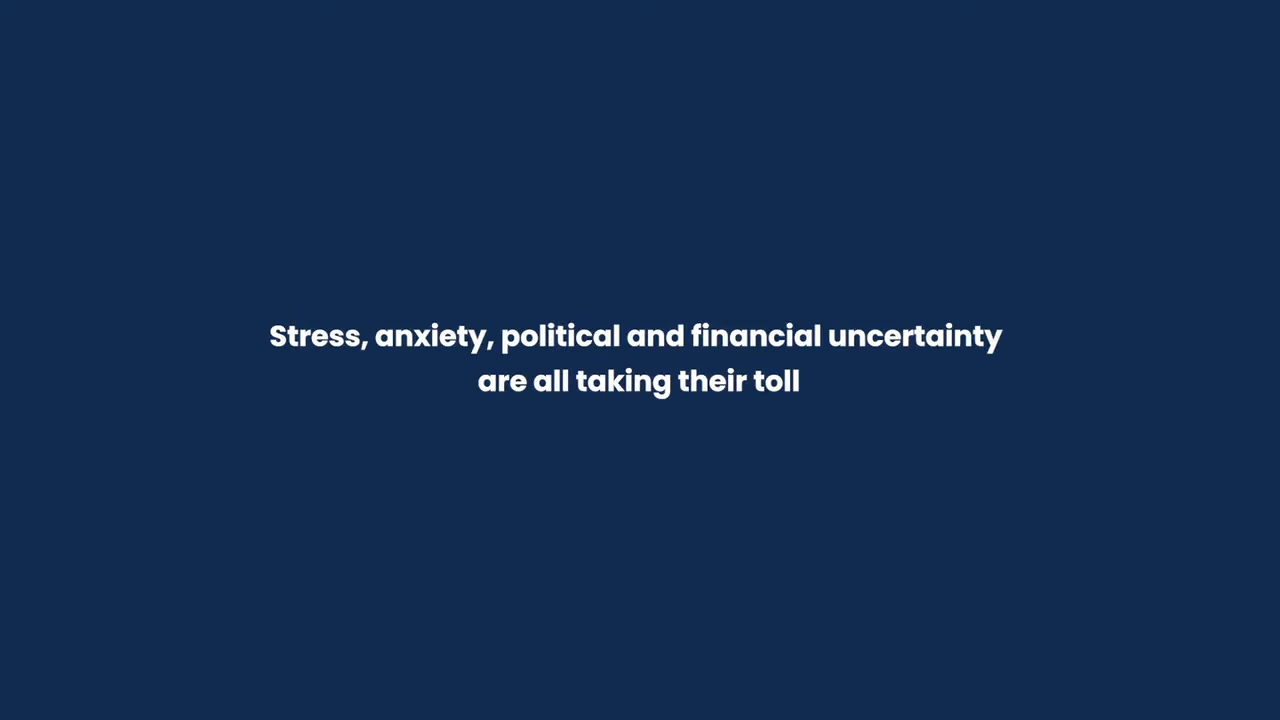 Stress, anxiety, political and financial uncertainty
are all taking their toll